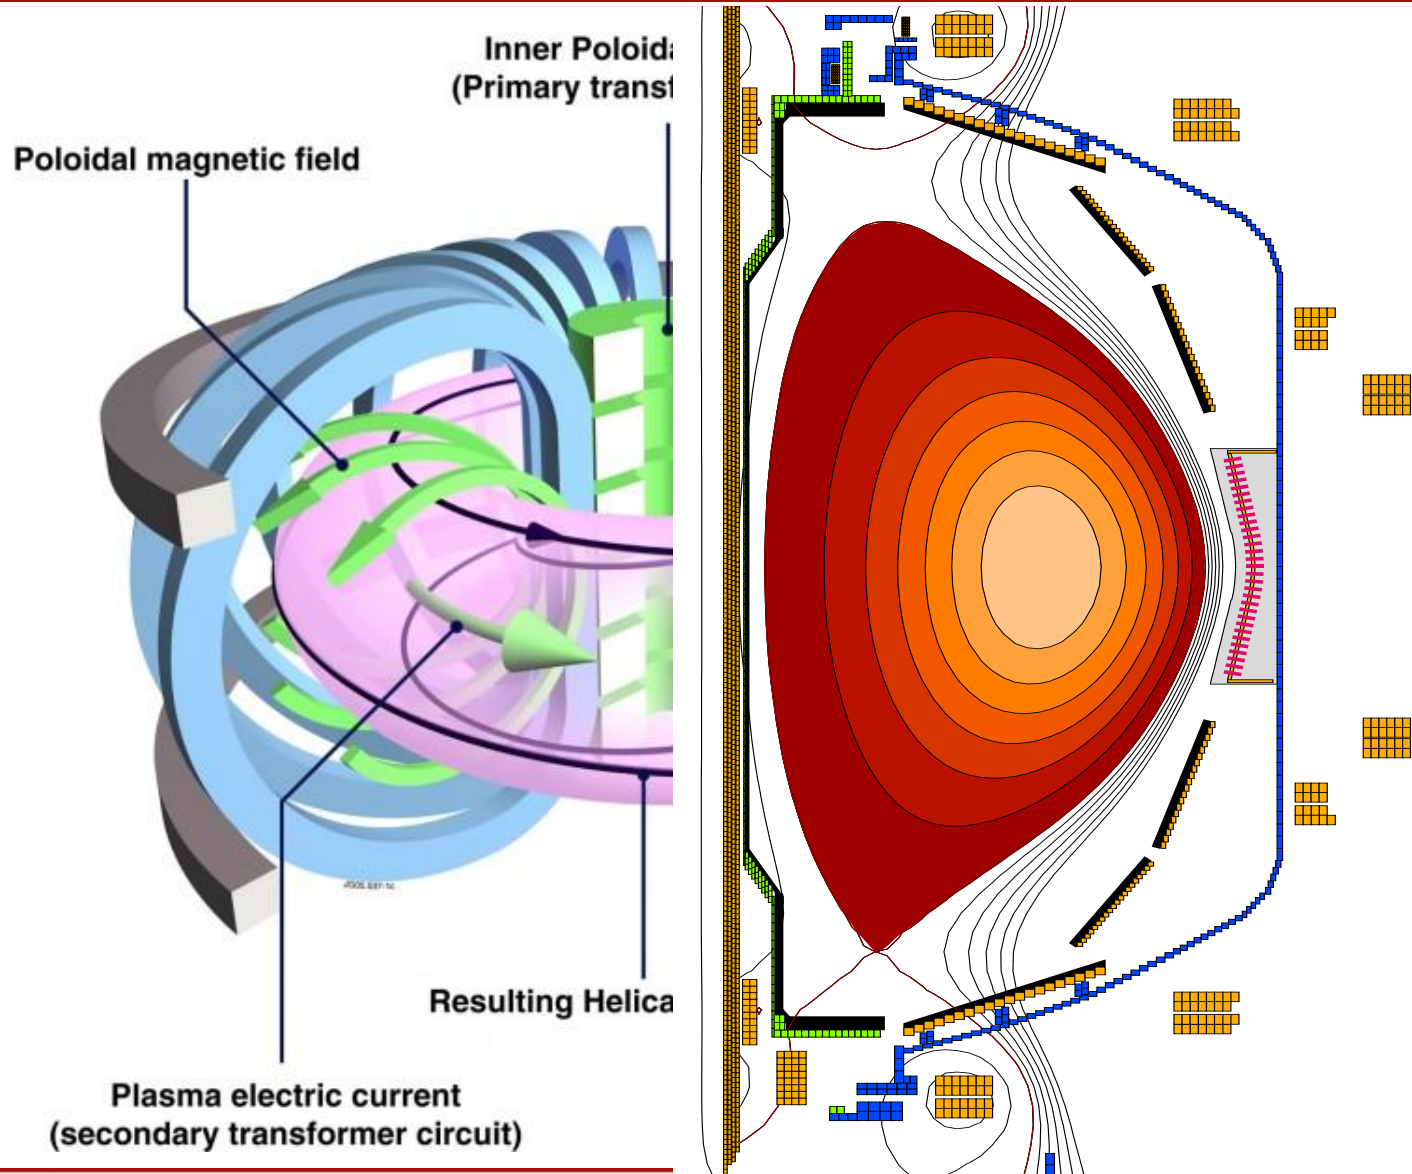 Inner Poloida
(Primary transf
Poloidal magnetic field
Resulting Helica
Plasma electric current
(secondary transformer circuit)